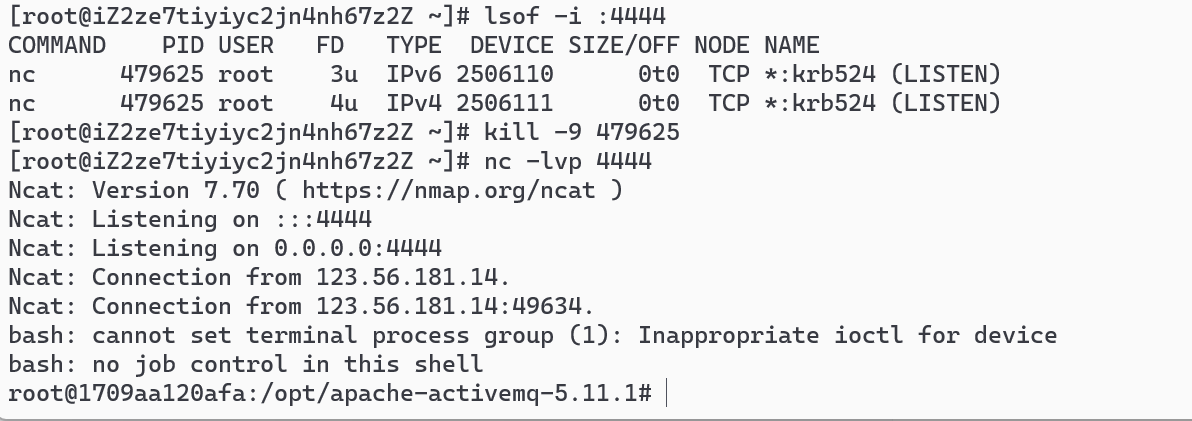 [root@iZ2ze7tiyiyc2jn4nh67z2Z ~]# lsof -i :4444
COMMAND    PID USER   FD   TYPE  DEVICE SIZE/OFF NODE NAME
nc      479625 root    3u  IPv6 2506110      0t0  TCP *:krb524 (LISTEN)
nc      479625 root    4u  IPv4 2506111      0t0  TCP *:krb524 (LISTEN)
[root@iZ2ze7tiyiyc2jn4nh67z2Z ~]# kill -9 479625
[root@iZ2ze7tiyiyc2jn4nh67z2Z ~]# nc -lvp 4444
Ncat: Version 7.70 ( https://nmap.org/ncat )
Ncat: Listening on :::4444
Ncat: Listening on 0.0.0.0:4444
Ncat: Connection from 123.56.181.14.
Ncat: Connection from 123.56.181.14:49634.
bash: cannot set terminal process group (1): Inappropriate ioctl for device
bash: no job control in this shell
root@1709aa120afa:/opt/apache-activemq-5.11.1#